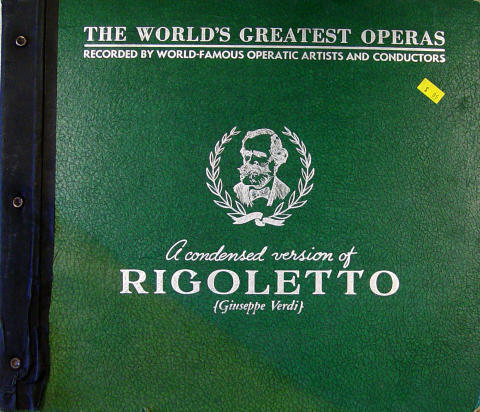 THE WORLD'S GREATEST OPERAS
RECORDED BY WORLD-FAMOUS OPERATIC ARTISTS AND CONDUCTORS
A condensed version of
RIGOLETTO
{Giuseppe Verdi}